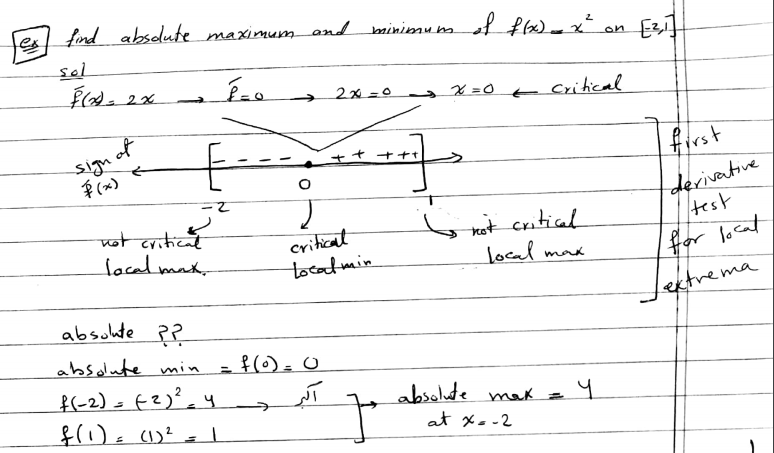 ex find absolute maximum and minimum of f(x) = x² on [-2,1]
sol
f'(x) = 2x → f' = 0 → 2x = 0 → x = 0 ← critical
sign of f'(x)
- - - - + + + + +
-2 0 1
not critical local max.
critical local min
not critical local max
first derivative test for local extrema
absolute ??
absolute min = f(0) = 0
f(-2) = (-2)² = 4 → أكبر
f(1) = (1)² = 1
→ absolute max = 4
at x = -2